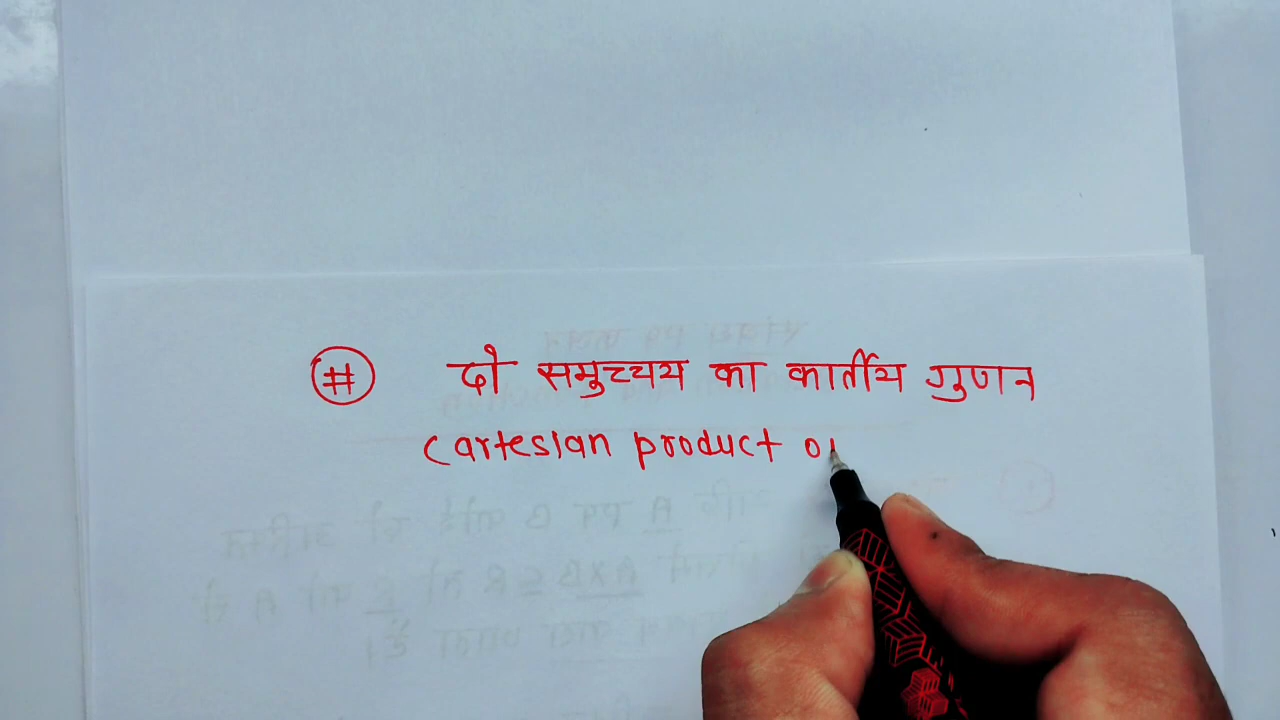 # दो समुच्चय का कार्तीय गुणन
Cartesian product